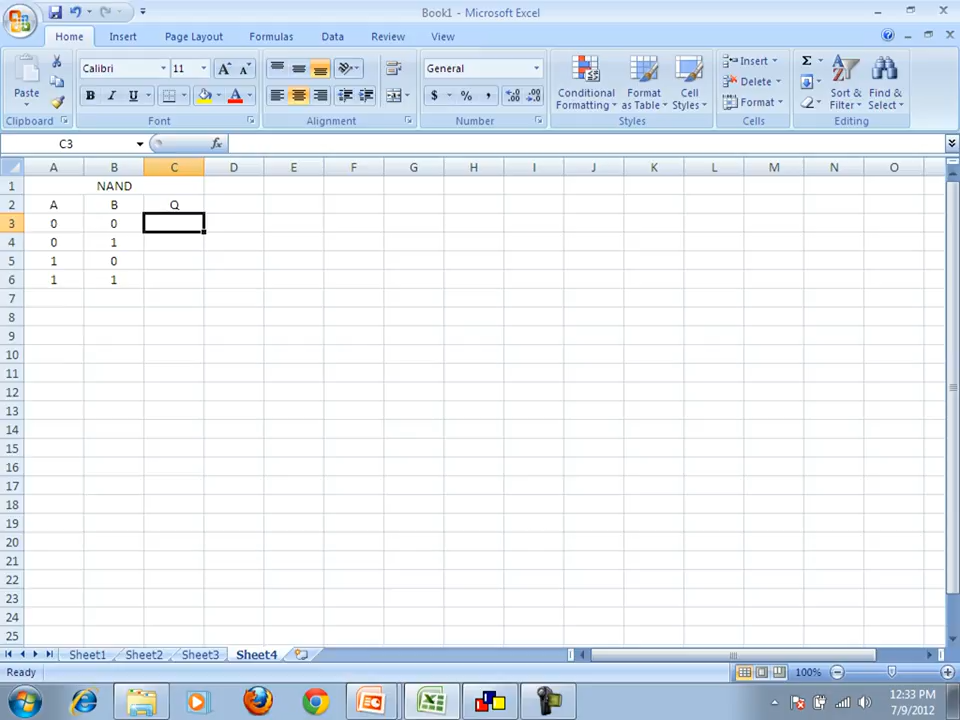 Book1 - Microsoft Excel
Home Insert Page Layout Formulas Data Review View
Paste
Calibri 11 A A
General
B I U A
$ % ,
Conditional Formatting
Format as Table
Cell Styles
Insert
Delete
Format
Σ
Sort & Filter
Find & Select
Clipboard Font Alignment Number Styles Cells Editing
C3 fx
A B C D E F G H I J K L M N O
1 NAND
2 A B Q
3 0 0
4 0 1
5 1 0
6 1 1
7
8
9
10
11
12
13
14
15
16
17
18
19
20
21
22
23
24
25
Sheet1 Sheet2 Sheet3 Sheet4
Ready 100%
12:33 PM
7/9/2012